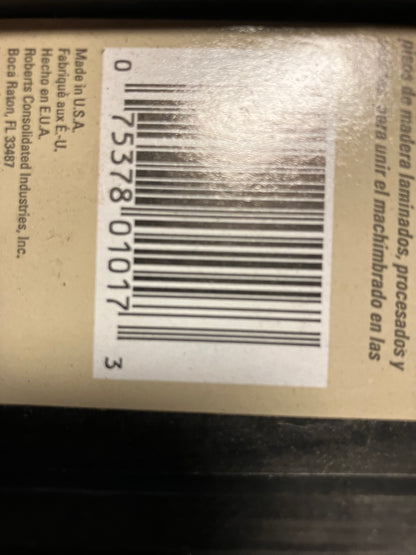 pisos de madera laminados, procesados y
para unir el machimbrado en las
0 75378 01017 3
Made in U.S.A.
Fabriqué aux É.-U.
Hecho en E.U.A.
Roberts Consolidated Industries, Inc.
Boca Raton, FL 33487